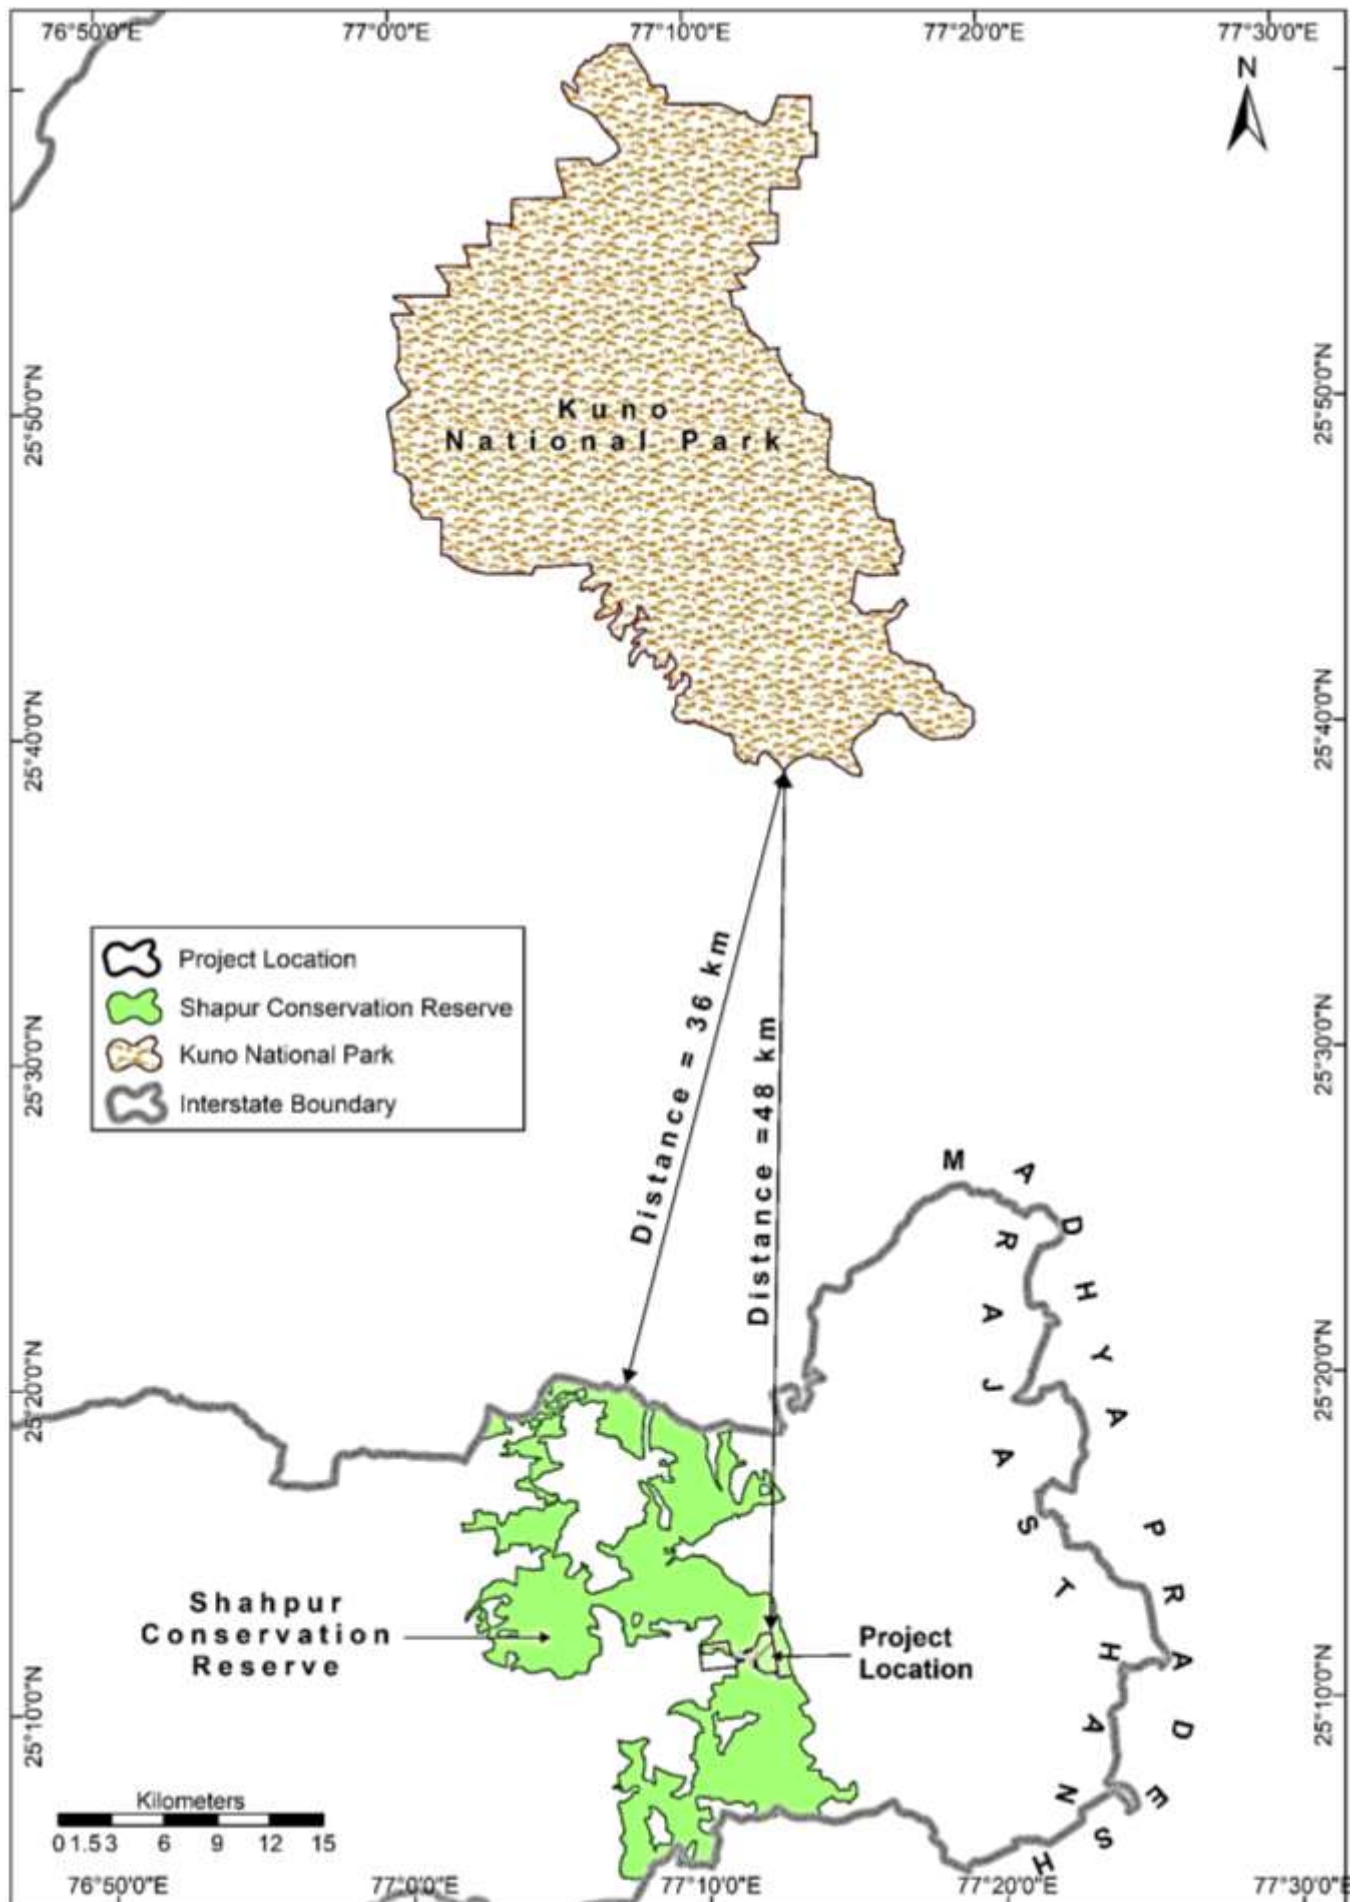 76°50'0"E 77°0'0"E 77°10'0"E 77°20'0"E 77°30'0"E
N
25°50'0"N
25°50'0"N
Kuno
National Park
25°40'0"N
25°40'0"N
Project Location
Shapur Conservation Reserve
Kuno National Park
Interstate Boundary
Distance = 36 km
Distance =48 km
25°30'0"N
25°30'0"N
MADHYA PRADESH
RAJASTHAN
25°20'0"N
25°20'0"N
Shahpur
Conservation
Reserve
Project
Location
25°10'0"N
25°10'0"N
Kilometers
0 1.5 3 6 9 12 15
76°50'0"E 77°0'0"E 77°10'0"E 77°20'0"E 77°30'0"E